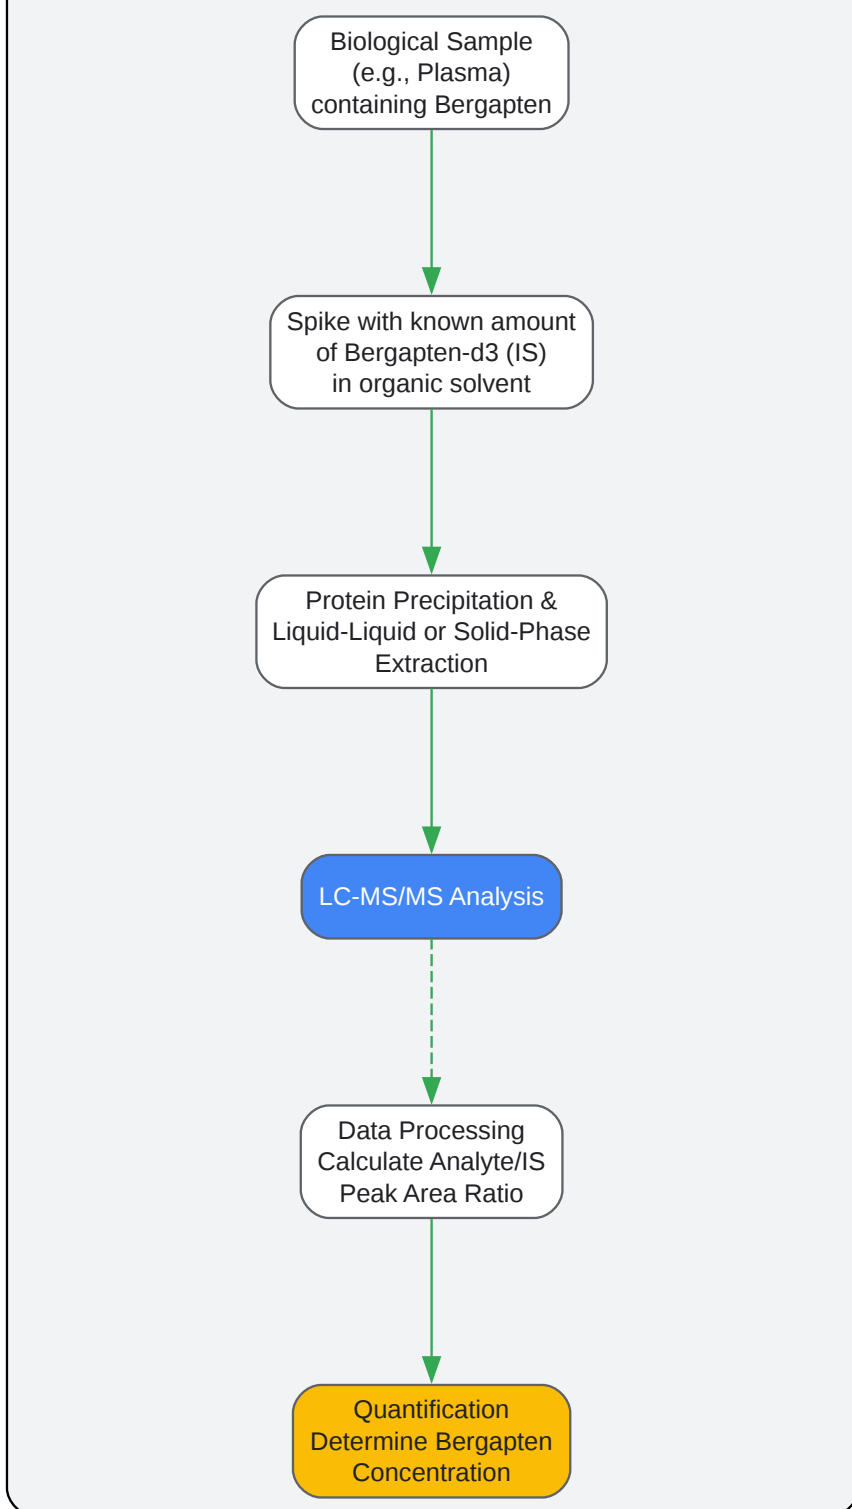 Biological Sample
(e.g., Plasma)
containing Bergapten
Spike with known amount
of Bergapten-d3 (IS)
in organic solvent
Protein Precipitation &
Liquid-Liquid or Solid-Phase
Extraction
LC-MS/MS Analysis
Data Processing
Calculate Analyte/IS
Peak Area Ratio
Quantification
Determine Bergapten
Concentration